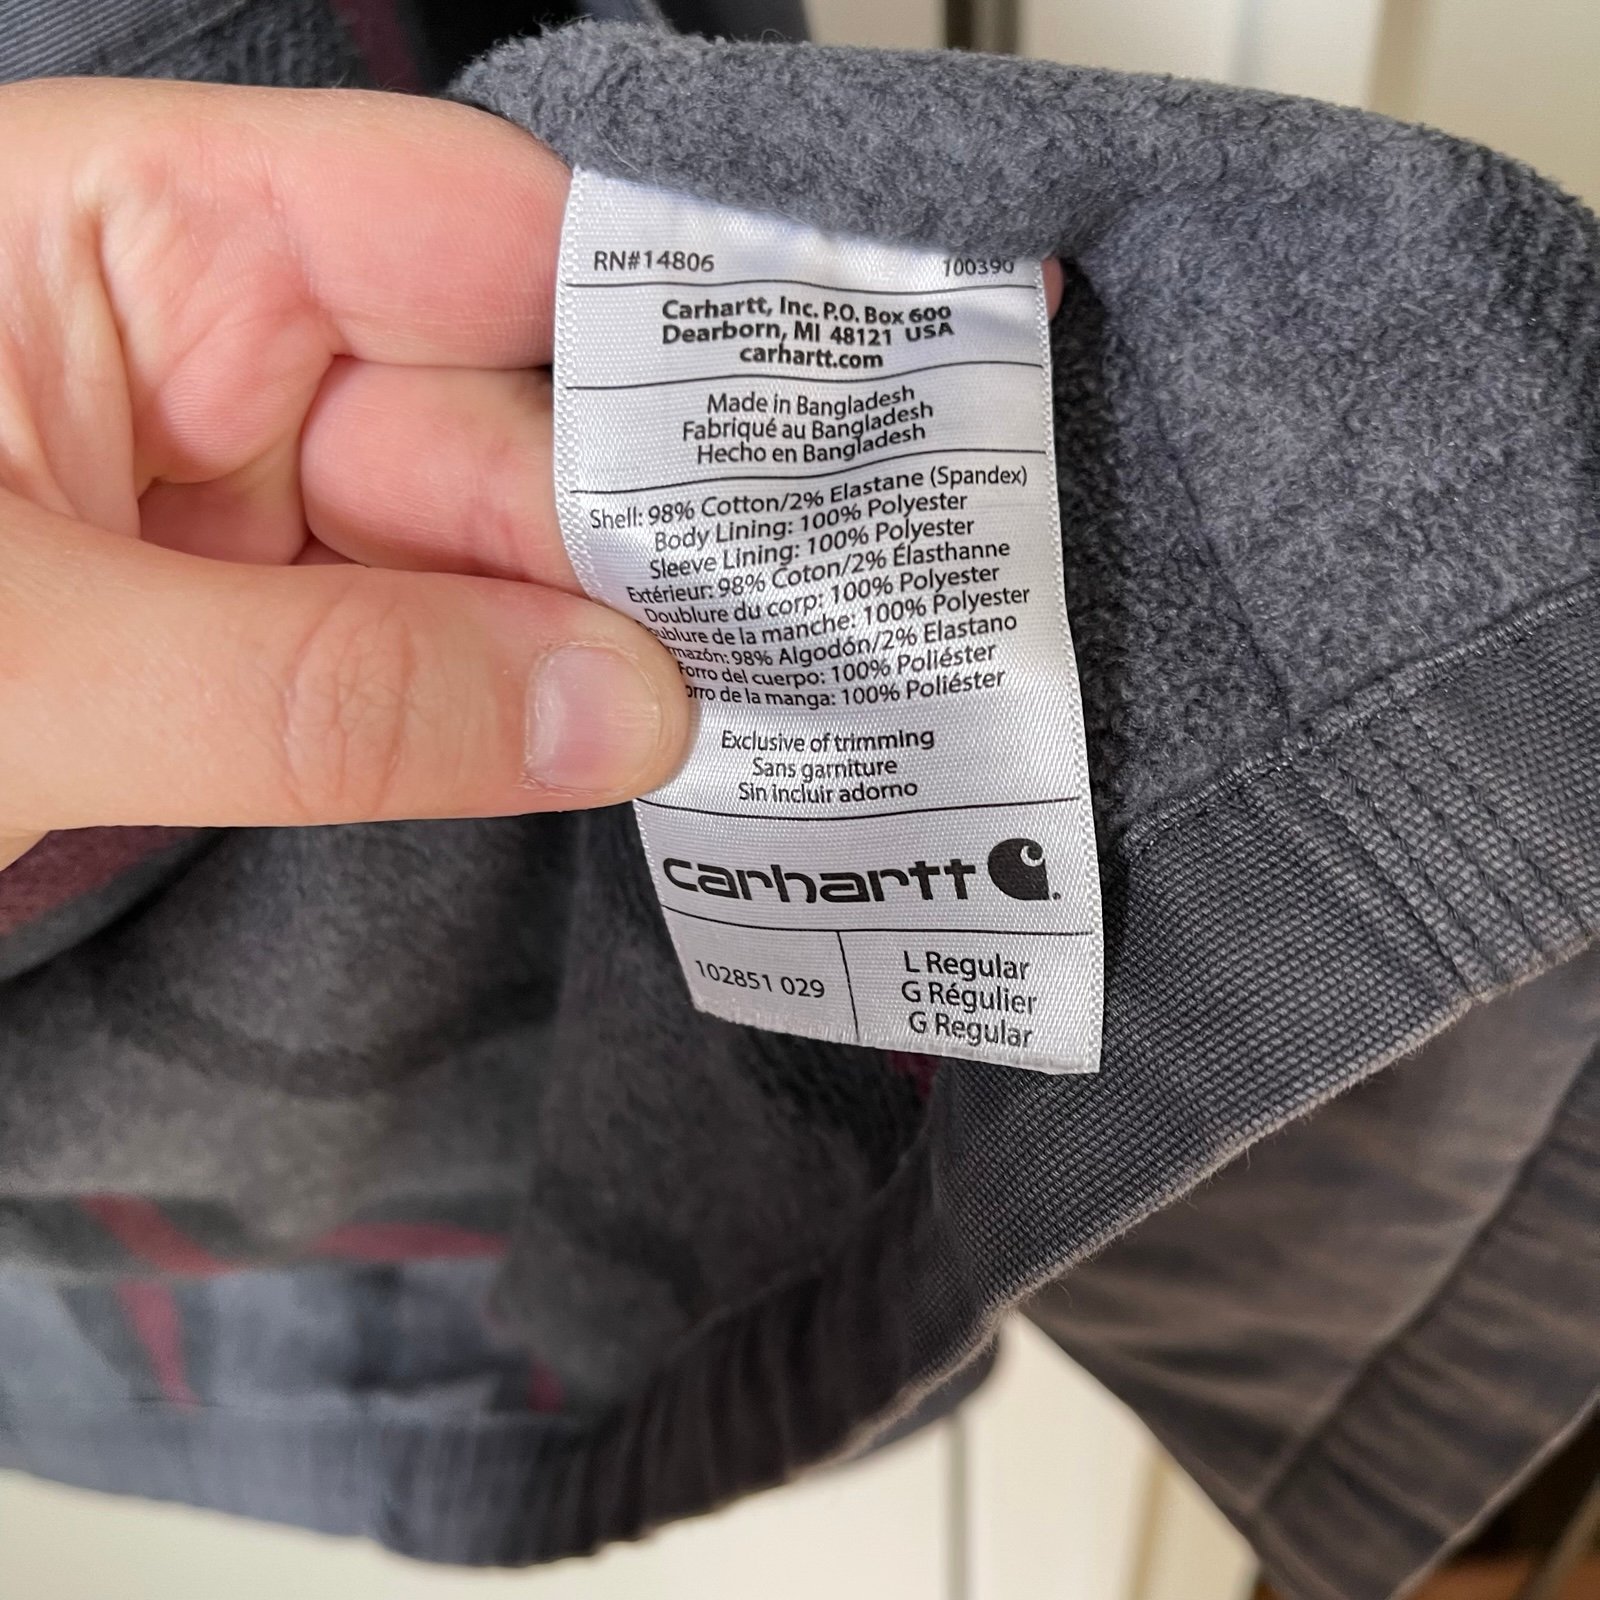 RN#14806 100390
Carhartt, Inc. P.O. Box 600
Dearborn, MI 48121 USA
carhartt.com
Made in Bangladesh
Fabriqué au Bangladesh
Hecho en Bangladesh
Shell: 98% Cotton/2% Elastane (Spandex)
Body Lining: 100% Polyester
Sleeve Lining: 100% Polyester
Extérieur: 98% Coton/2% Élasthanne
Doublure du corp: 100% Polyester
de la manche: 100% Polyester
98% Algodón/2% Elastano
del cuerpo: 100% Poliéster
de la manga: 100% Poliéster
Exclusive of trimming
Sans garniture
Sin incluir adorno
carhartt
102851 029
L Regular
G Régulier
G Regular